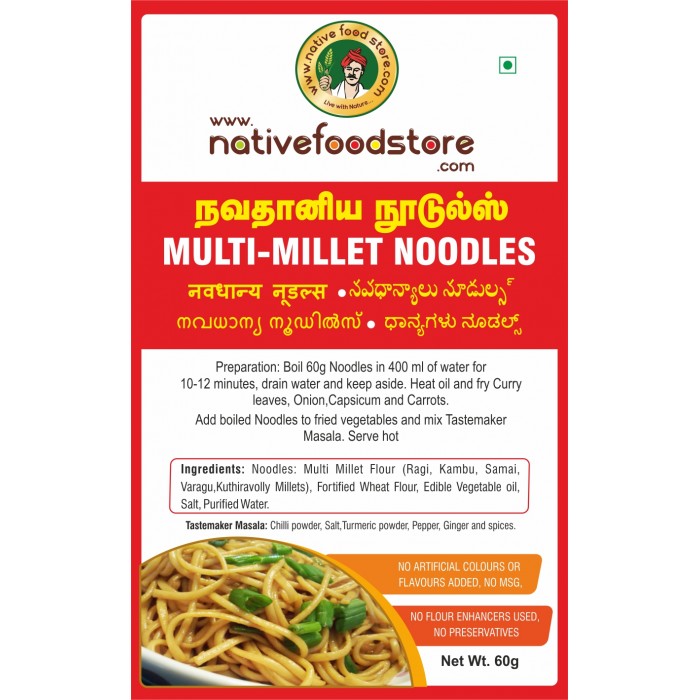 www.native food store.com
Live with Nature...
www.
nativefoodstore
.com
நவதானிய நூடுல்ஸ்
MULTI-MILLET NOODLES
नवधान्य नूडल्स • నవధాన్యాలు నూడుల్స్
നവധാന്യ നൂഡിൽസ് • ಧಾನ್ಯಗಳು ನೂಡಲ್ಸ್
Preparation: Boil 60g Noodles in 400 ml of water for
10-12 minutes, drain water and keep aside. Heat oil and fry Curry
leaves, Onion,Capsicum and Carrots.
Add boiled Noodles to fried vegetables and mix Tastemaker
Masala. Serve hot
Ingredients: Noodles: Multi Millet Flour (Ragi, Kambu, Samai,
Varagu,Kuthiravolly Millets), Fortified Wheat Flour, Edible Vegetable oil,
Salt, Purified Water.
Tastemaker Masala: Chilli powder, Salt,Turmeric powder, Pepper, Ginger and spices.
NO ARTIFICIAL COLOURS OR
FLAVOURS ADDED, NO MSG,
NO FLOUR ENHANCERS USED,
NO PRESERVATIVES
Net Wt. 60g